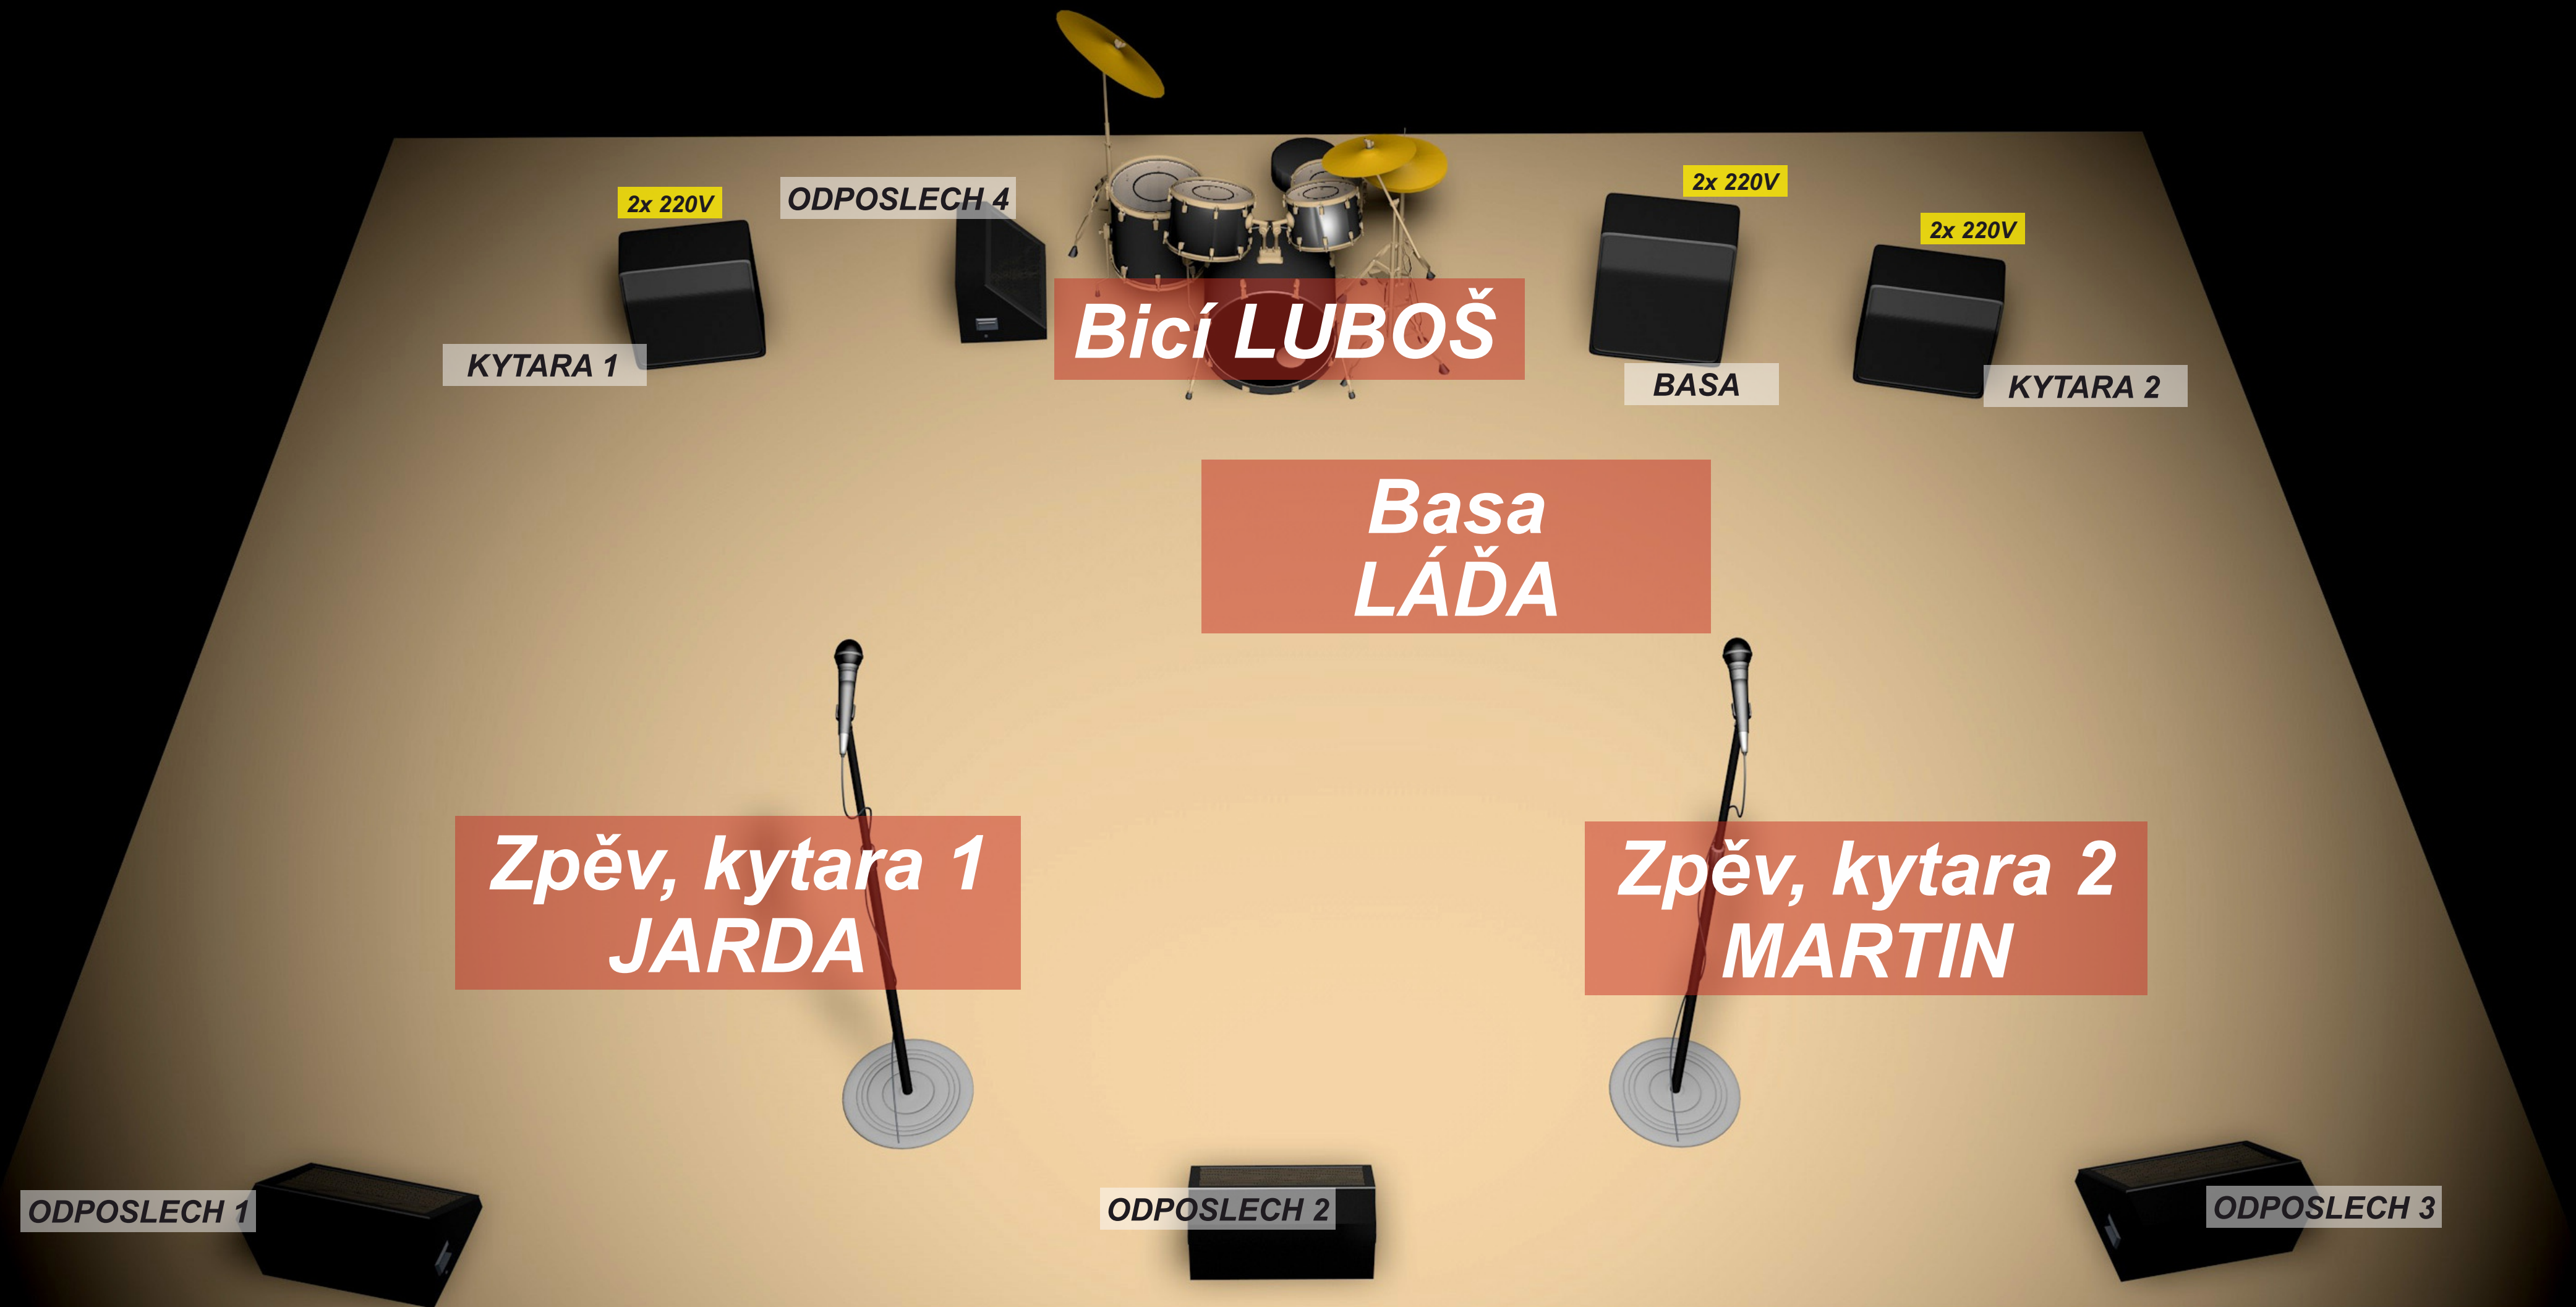 2x 220V
ODPOSLECH 4
2x 220V
2x 220V
KYTARA 1
Bicí LUBOŠ
BASA
KYTARA 2
Basa
LÁĎA
Zpěv, kytara 1
JARDA
Zpěv, kytara 2
MARTIN
ODPOSLECH 1
ODPOSLECH 2
ODPOSLECH 3